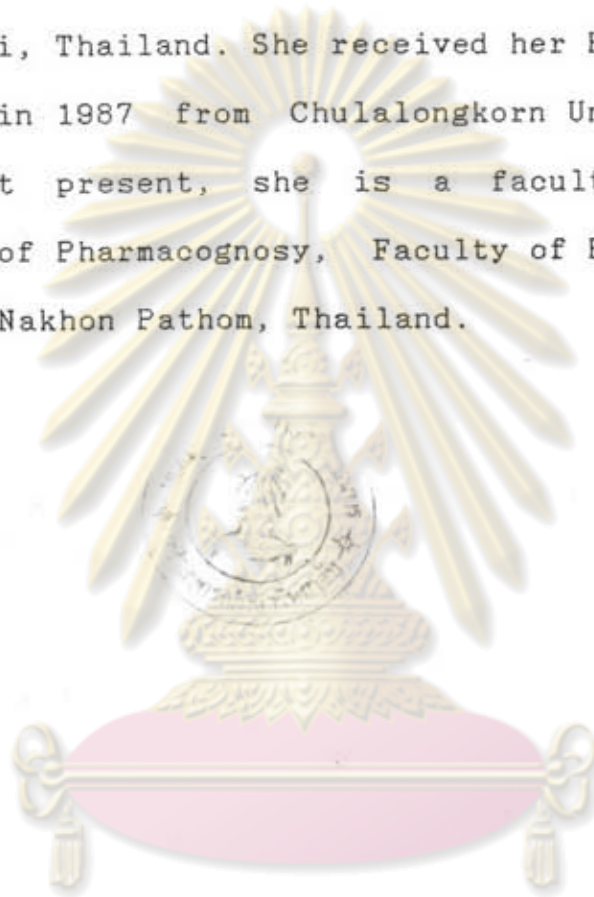 i, Thailand. She received her
in 1987 from Chulalongkorn
present, she is a
of Pharmacognosy, Faculty of
Nakhon Pathom, Thailand.